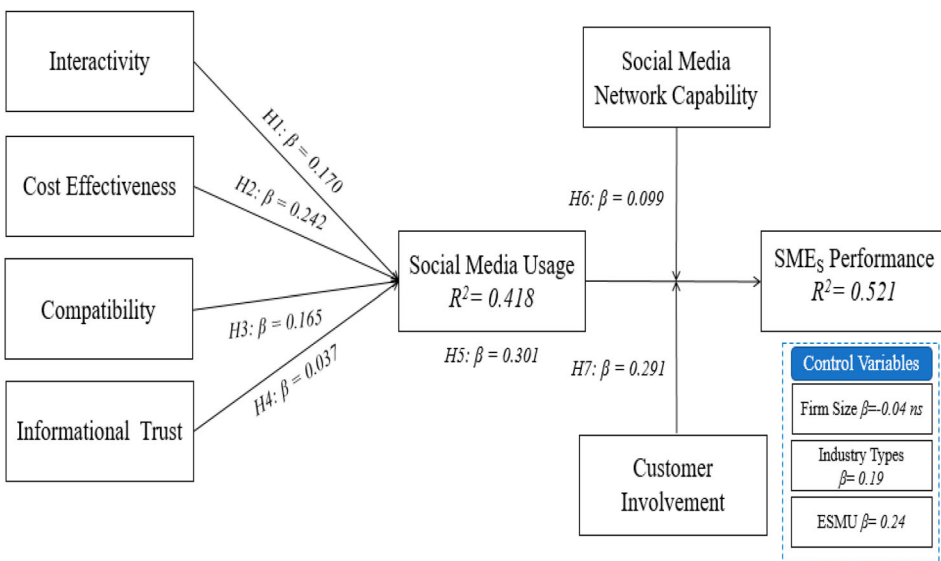 Interactivity
Cost Effectiveness
Compatibility
Informational Trust
H1: β = 0.170
H2: β = 0.242
H3: β = 0.165
H4: β = 0.037
Social Media Usage
R²= 0.418
H5: β = 0.301
Social Media
Network Capability
H6: β = 0.099
H7: β = 0.291
Customer
Involvement
SMEₛ Performance
R²= 0.521
Control Variables
Firm Size β=-0.04 ns
Industry Types
β= 0.19
ESMU β= 0.24